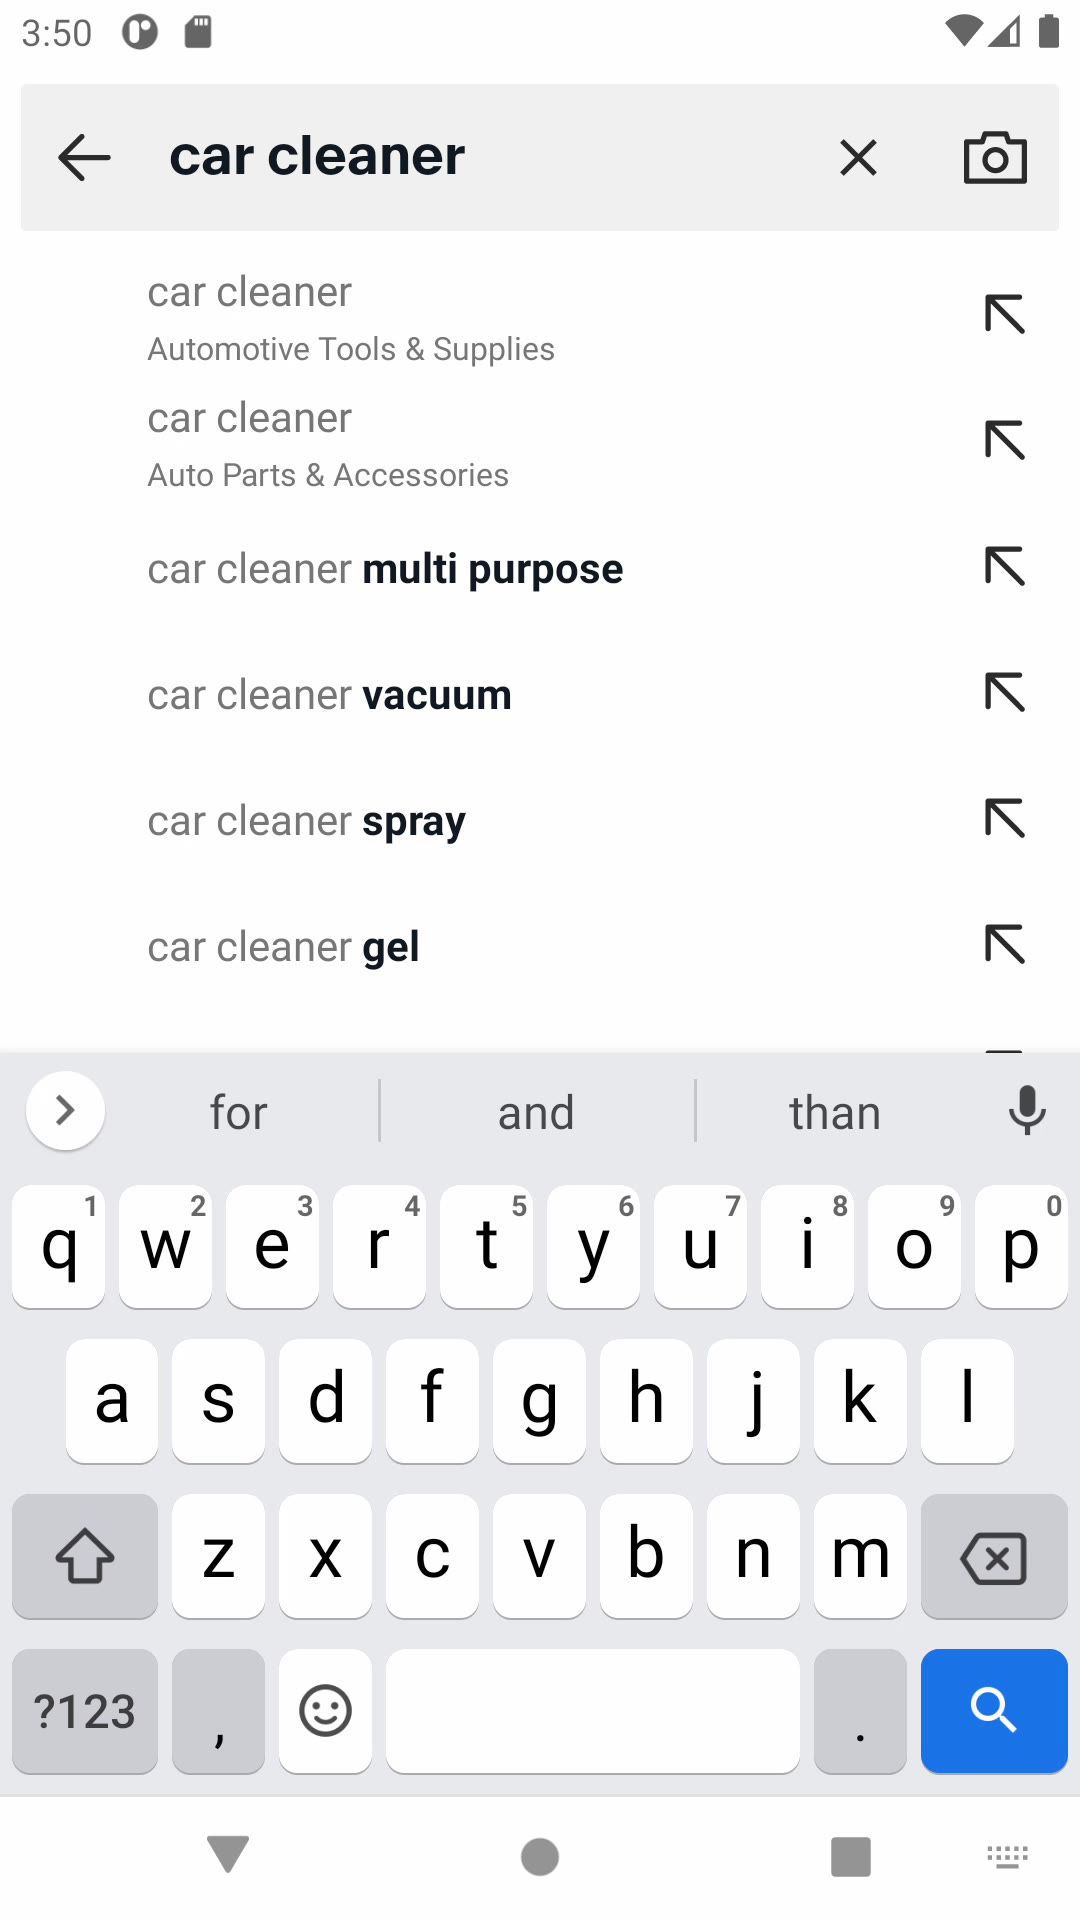 3:50
car cleaner
car cleaner
Automotive Tools & Supplies
car cleaner
Auto Parts & Accessories
car cleaner multi purpose
car cleaner vacuum
car cleaner spray
car cleaner gel
for and than
1 2 3 4 5 6 7 8 9 0
q w e r t y u i o p
a s d f g h j k l
z x c v b n m
?123 , .